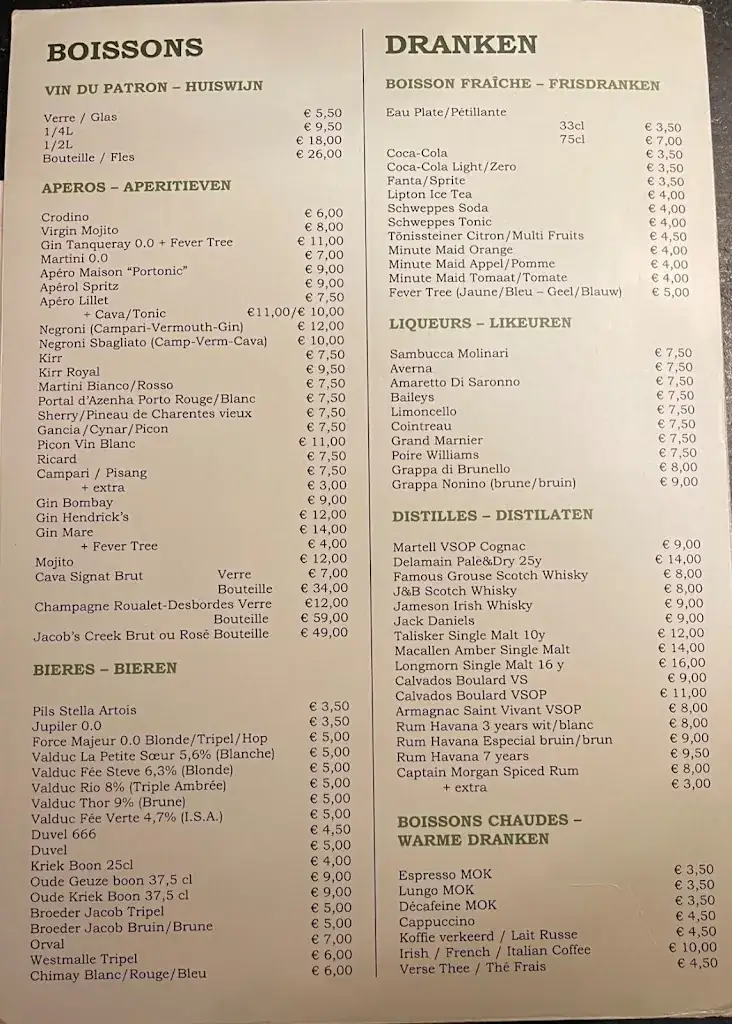 BOISSONS
VIN DU PATRON – HUISWIJN
Verre / Glas € 5,50
1/4L € 9,50
1/2L € 18,00
Bouteille / Fles € 26,00
APEROS – APERITIEVEN
Crodino € 6,00
Virgin Mojito € 8,00
Gin Tanqueray 0.0 + Fever Tree € 11,00
Martini 0.0 € 7,00
Apéro Maison “Portonic” € 9,00
Apérol Spritz € 9,00
Apéro Lillet € 7,50
+ Cava/Tonic €11,00/€ 10,00
Negroni (Campari-Vermouth-Gin) € 12,00
Negroni Sbagliato (Camp-Verm-Cava) € 10,00
Kirr € 7,50
Kirr Royal € 9,50
Martini Bianco/Rosso € 7,50
Portal d’Azenha Porto Rouge/Blanc € 7,50
Sherry/Pineau de Charentes vieux € 7,50
Gancia/Cynar/Picon € 7,50
Picon Vin Blanc € 11,00
Ricard € 7,50
Campari / Pisang € 7,50
+ extra € 3,00
Gin Bombay € 9,00
Gin Hendrick’s € 12,00
Gin Mare € 14,00
+ Fever Tree € 4,00
Mojito € 12,00
Cava Signat Brut Verre € 7,00
Bouteille € 34,00
Champagne Roualet-Desbordes Verre €12,00
Bouteille € 59,00
Jacob’s Creek Brut ou Rosé Bouteille € 49,00
BIERES – BIEREN
Pils Stella Artois € 3,50
Jupiler 0.0 € 3,50
Force Majeur 0.0 Blonde/Tripel/Hop € 5,00
Valduc La Petite Sœur 5,6% (Blanche) € 5,00
Valduc Fée Steve 6,3% (Blonde) € 5,00
Valduc Rio 8% (Triple Ambrée) € 5,00
Valduc Thor 9% (Brune) € 5,00
Valduc Fée Verte 4,7% (I.S.A.) € 5,00
Duvel 666 € 4,50
Duvel € 5,00
Kriek Boon 25cl € 4,00
Oude Geuze boon 37,5 cl € 9,00
Oude Kriek Boon 37,5 cl € 9,00
Broeder Jacob Tripel € 5,00
Broeder Jacob Bruin/Brune € 5,00
Orval € 7,00
Westmalle Tripel € 6,00
Chimay Blanc/Rouge/Bleu € 6,00
DRANKEN
BOISSON FRAÎCHE – FRISDRANKEN
Eau Plate/Pétillante
33cl € 3,50
75cl € 7,00
Coca-Cola € 3,50
Coca-Cola Light/Zero € 3,50
Fanta/Sprite € 3,50
Lipton Ice Tea € 4,00
Schweppes Soda € 4,00
Schweppes Tonic € 4,00
Tönissteiner Citron/Multi Fruits € 4,50
Minute Maid Orange € 4,00
Minute Maid Appel/Pomme € 4,00
Minute Maid Tomaat/Tomate € 4,00
Fever Tree (Jaune/Bleu – Geel/Blauw) € 5,00
LIQUEURS – LIKEUREN
Sambucca Molinari € 7,50
Averna € 7,50
Amaretto Di Saronno € 7,50
Baileys € 7,50
Limoncello € 7,50
Cointreau € 7,50
Grand Marnier € 7,50
Poire Williams € 7,50
Grappa di Brunello € 8,00
Grappa Nonino (brune/bruin) € 9,00
DISTILLES – DISTILATEN
Martell VSOP Cognac € 9,00
Delamain Pale&Dry 25y € 14,00
Famous Grouse Scotch Whisky € 8,00
J&B Scotch Whisky € 8,00
Jameson Irish Whisky € 9,00
Jack Daniels € 9,00
Talisker Single Malt 10y € 12,00
Macallen Amber Single Malt € 14,00
Longmorn Single Malt 16 y € 16,00
Calvados Boulard VS € 9,00
Calvados Boulard VSOP € 11,00
Armagnac Saint Vivant VSOP € 8,00
Rum Havana 3 years wit/blanc € 8,00
Rum Havana Especial bruin/brun € 9,00
Rum Havana 7 years € 9,50
Captain Morgan Spiced Rum € 8,00
+ extra € 3,00
BOISSONS CHAUDES –
WARME DRANKEN
Espresso MOK € 3,50
Lungo MOK € 3,50
Décafeine MOK € 3,50
Cappuccino € 4,50
Koffie verkeerd / Lait Russe € 4,50
Irish / French / Italian Coffee € 10,00
Verse Thee / Thé Frais € 4,50